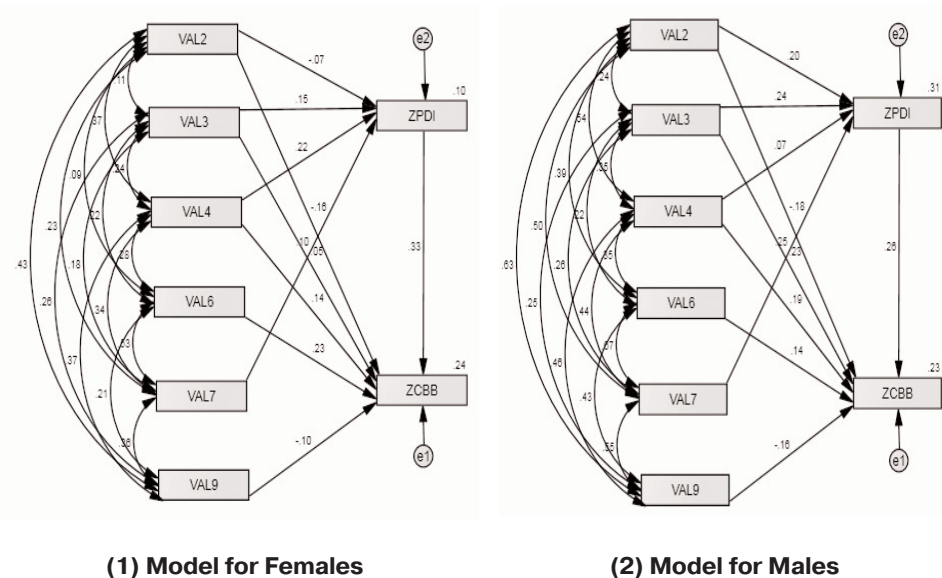 VAL2
VAL3
VAL4
VAL6
VAL7
VAL9
e2
.10
ZPDI
.24
ZCBB
e1
-.07
.15
.22
-.16
.05
.10
.14
.23
-.10
.33
.11
.37
.24
.09
.22
.23
.28
.43
.18
.26
.34
.53
.37
.21
.36
(1) Model for Females
VAL2
VAL3
VAL4
VAL6
VAL7
VAL9
e2
.31
ZPDI
.23
ZCBB
e1
.20
.24
.07
-.18
.25
.23
.19
.14
-.16
.26
.24
.54
.35
.39
.22
.50
.35
.63
.26
.25
.44
.46
.43
.55
(2) Model for Males